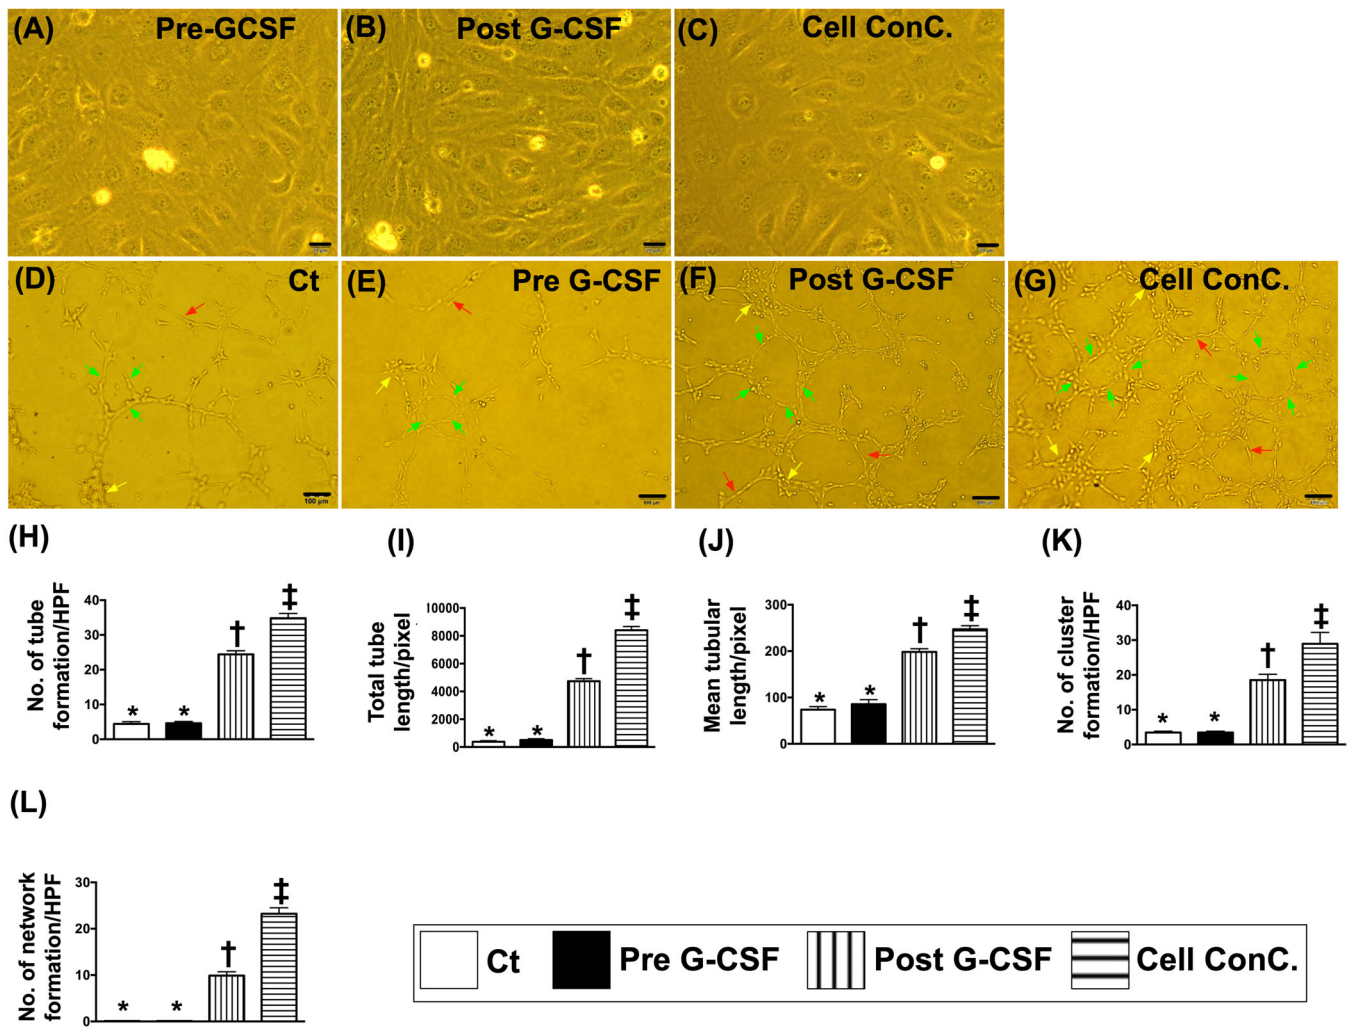 (A) Pre-GCSF
(B) Post G-CSF
(C) Cell ConC.
(D) Ct
100 μm
(E) Pre G-CSF
(F) Post G-CSF
(G) Cell ConC.
(H)
No. of tube
formation/HPF
40
30
20
10
0
*
*
†
‡
(I)
Total tube
length/pixel
10000
8000
6000
4000
2000
0
*
*
†
‡
(J)
Mean tubular
length/pixel
300
200
100
0
*
*
†
‡
(K)
No. of cluster
formation/HPF
40
30
20
10
0
*
*
†
‡
(L)
No. of network
formation/HPF
30
20
10
0
*
*
†
‡
Ct
Pre G-CSF
Post G-CSF
Cell ConC.